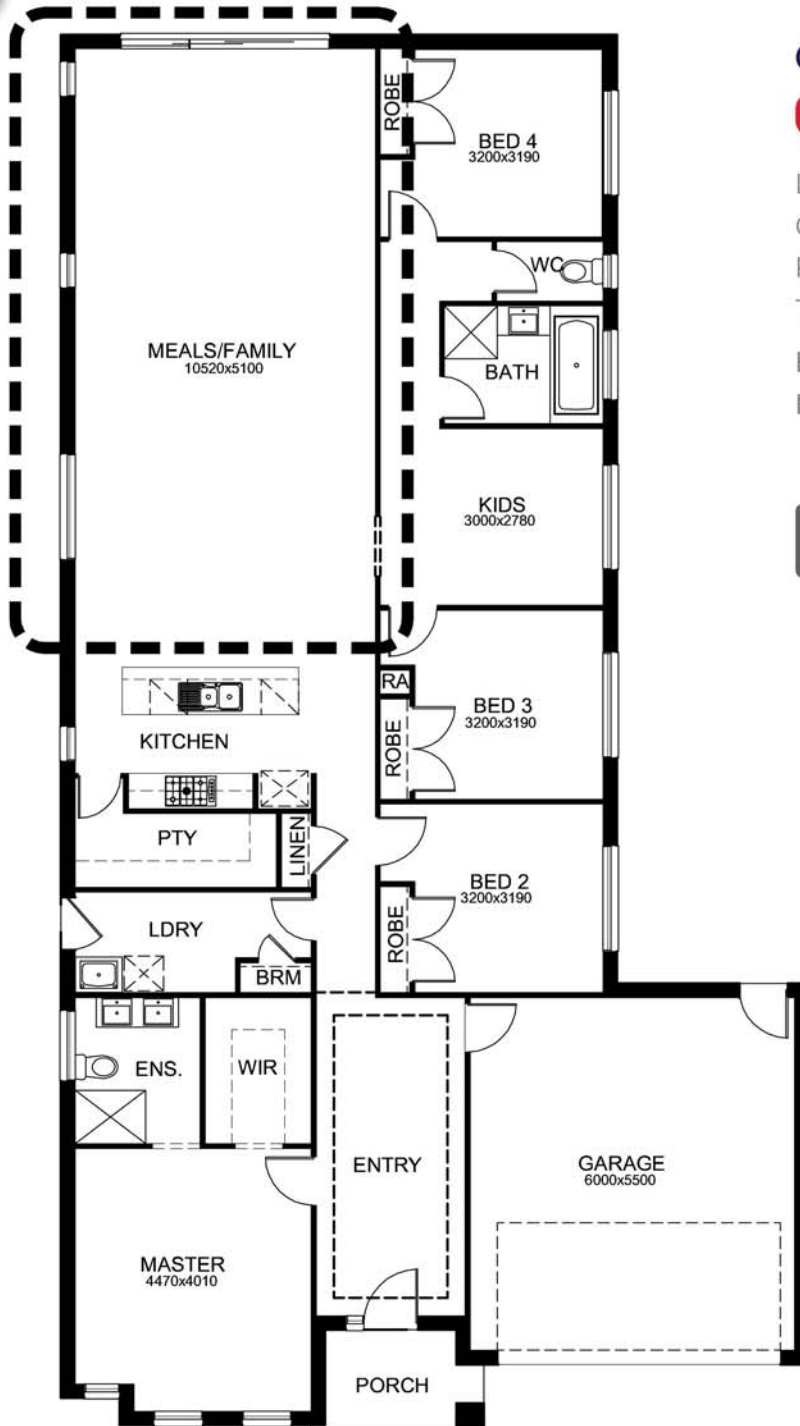 ROBE
BED 4
3200x3190
WC
MEALS/FAMILY
10520x5100
BATH
KIDS
3000x2780
RA
BED 3
3200x3190
ROBE
KITCHEN
PTY
LINEN
BED 2
3200x3190
ROBE
LDRY
BRM
ENS.
WIR
ENTRY
GARAGE
6000x5500
MASTER
4470x4010
PORCH